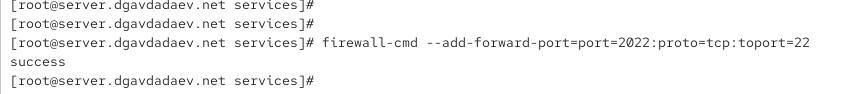 [root@server.dgavdadaev.net services]#
[root@server.dgavdadaev.net services]#
[root@server.dgavdadaev.net services]# firewall-cmd --add-forward-port=port=2022:proto=tcp:toport=22
success
[root@server.dgavdadaev.net services]#